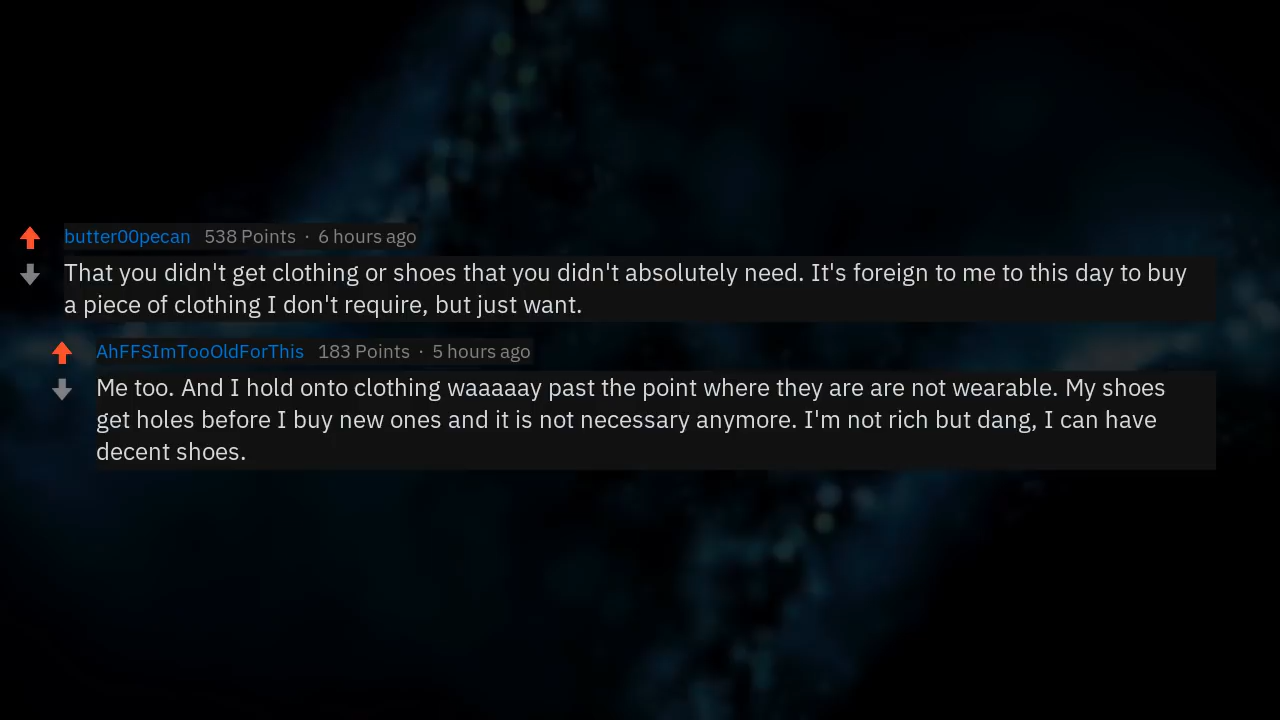 butter00pecan 538 Points · 6 hours ago
That you didn't get clothing or shoes that you didn't absolutely need. It's foreign to me to this day to buy
a piece of clothing I don't require, but just want.
AhFFSImTooOldForThis 183 Points · 5 hours ago
Me too. And I hold onto clothing waaaaay past the point where they are are not wearable. My shoes
get holes before I buy new ones and it is not necessary anymore. I'm not rich but dang, I can have
decent shoes.